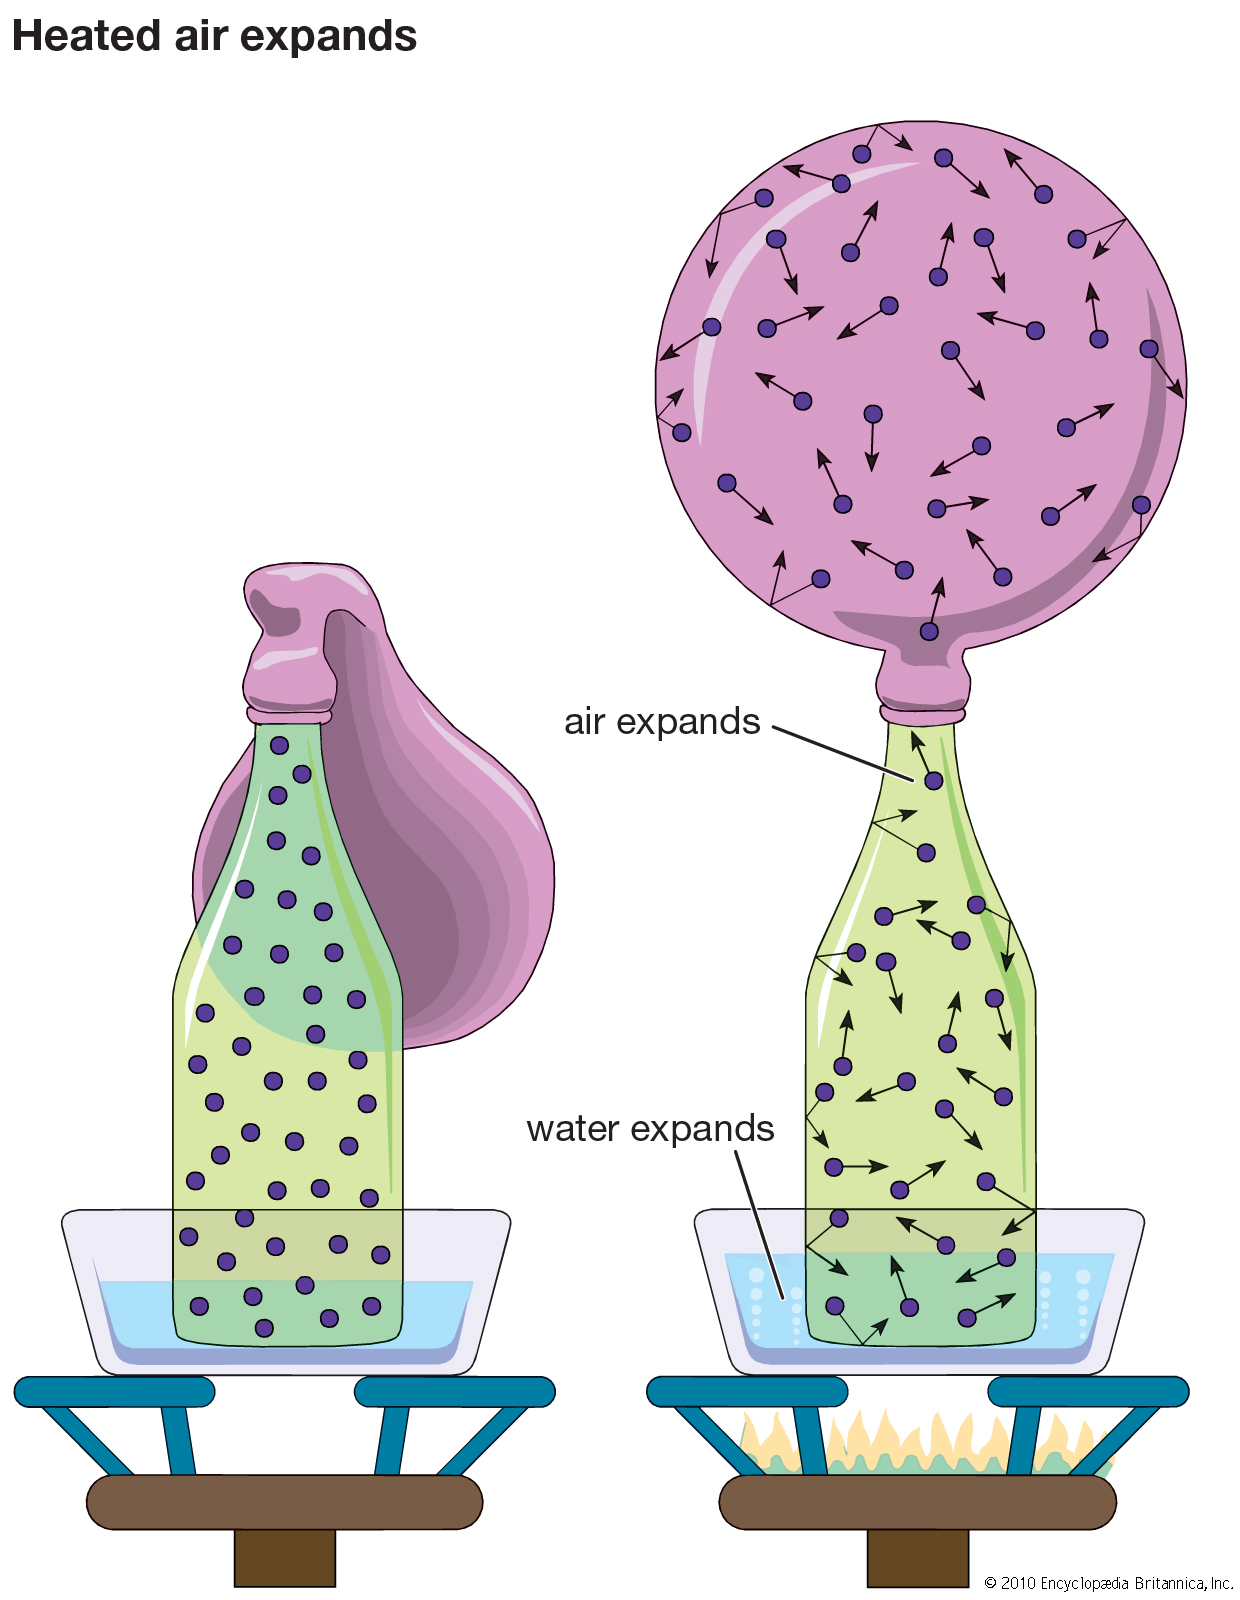 Heated air expands
air expands
water expands
© 2010 Encyclopædia Britannica, Inc.